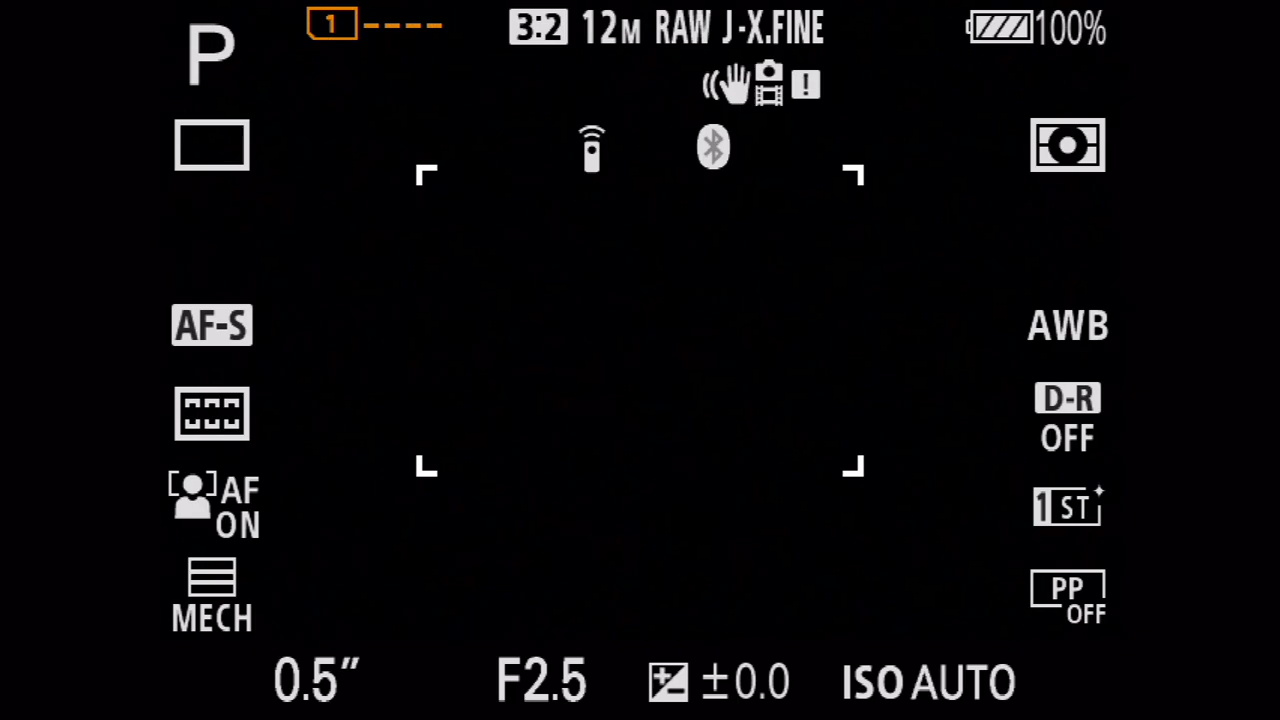 P
1 ----
3:2 12M RAW J-X.FINE
100%
!
AF-S
AWB
D-R
OFF
AF
ON
1 ST
MECH
PP
OFF
0.5″ F2.5 ±0.0 ISO AUTO